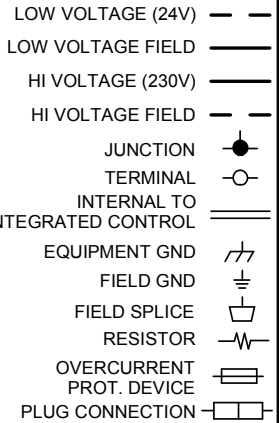 LOW VOLTAGE (24V)
LOW VOLTAGE FIELD
HI VOLTAGE (230V)
HI VOLTAGE FIELD
JUNCTION
TERMINAL
INTERNAL TO
NTEGRATED CONTROL
EQUIPMENT GND
FIELD GND
FIELD SPLICE
RESISTOR
OVERCURRENT
PROT. DEVICE
PLUG CONNECTION